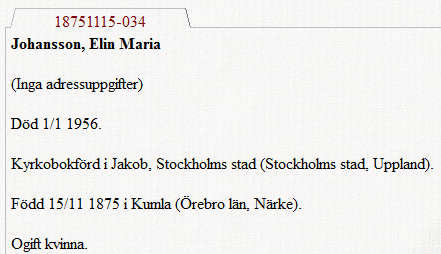 18751115-034
Johansson, Elin Maria
(Inga adressuppgifter)
Död 1/1 1956.
Kyrkobokförd i Jakob, Stockholms stad (Stockholms stad, Uppland).
Född 15/11 1875 i Kumla (Örebro län, Närke).
Ogift kvinna.